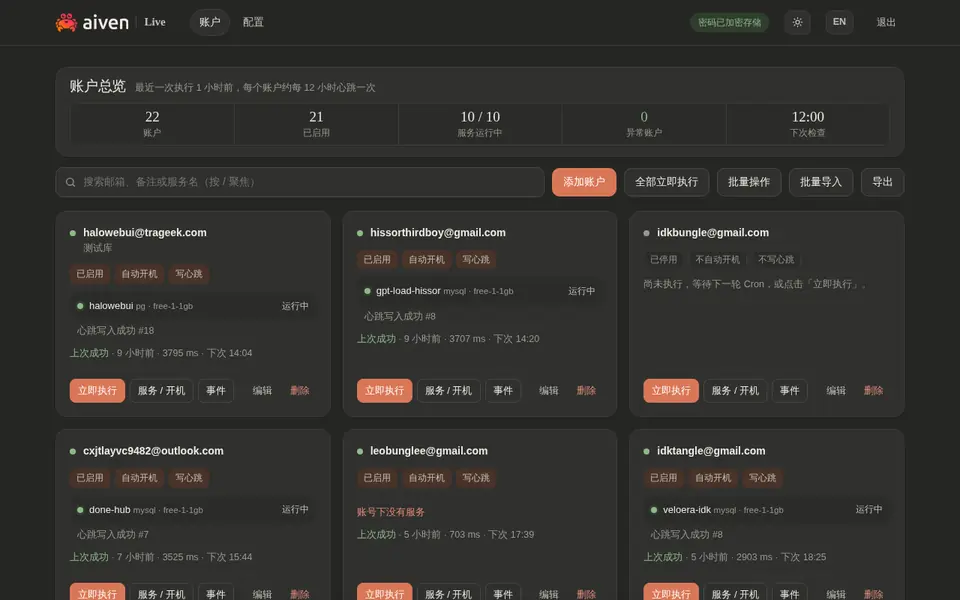 aiven Live 账户 配置 密码已加密存储 EN 退出
账户总览 最近一次执行 1 小时前，每个账户约每 12 小时心跳一次
22 21 10 / 10 0 12:00
账户 已启用 服务运行中 异常账户 下次检查
搜索邮箱、备注或服务名（按 / 聚焦） 添加账户 全部立即执行 批量操作 批量导入 导出
halowebui@trageek.com
测试库
已启用 自动开机 写心跳
halowebui pg · free-1-1gb 运行中
心跳写入成功 #18
上次成功 · 9 小时前 · 3795 ms · 下次 14:04
立即执行 服务 / 开机 事件 编辑 删除
hissorthirdboy@gmail.com
已启用 自动开机 写心跳
gpt-load-hissor mysql · free-1-1gb 运行中
心跳写入成功 #8
上次成功 · 9 小时前 · 3707 ms · 下次 14:20
立即执行 服务 / 开机 事件 编辑 删除
idkbungle@gmail.com
已停用 不自动开机 不写心跳
尚未执行，等待下一轮 Cron，或点击「立即执行」。
立即执行 服务 / 开机 事件 编辑 删除
cxjtlayvc9482@outlook.com
已启用 自动开机 写心跳
done-hub mysql · free-1-1gb 运行中
心跳写入成功 #7
上次成功 · 7 小时前 · 3525 ms · 下次 15:44
立即执行 服务 / 开机 事件 编辑 删除
leobunglee@gmail.com
已启用 自动开机 写心跳
账号下没有服务
上次成功 · 5 小时前 · 703 ms · 下次 17:39
立即执行 服务 / 开机 事件 编辑 删除
idktangle@gmail.com
已启用 自动开机 写心跳
veloera-idk mysql · free-1-1gb 运行中
心跳写入成功 #8
上次成功 · 5 小时前 · 2903 ms · 下次 18:25
立即执行 服务 / 开机 事件 编辑 删除